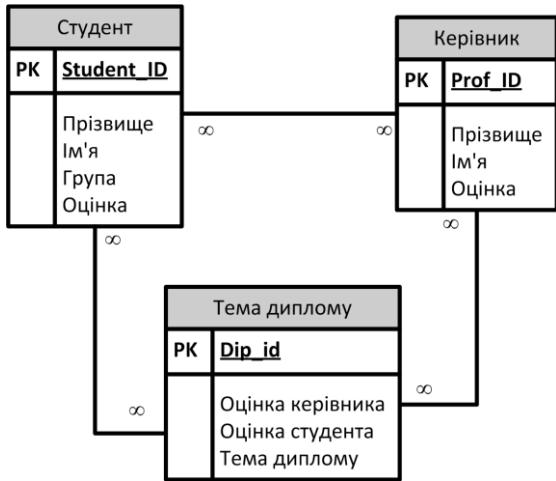 Студент
PK Student_ID
Прізвище
Ім'я
Група
Оцінка
Керівник
PK Prof_ID
Прізвище
Ім'я
Оцінка
∞ ∞
∞ ∞
Тема диплому
PK Dip_id
Оцінка керівника
Оцінка студента
Тема диплому
∞ ∞